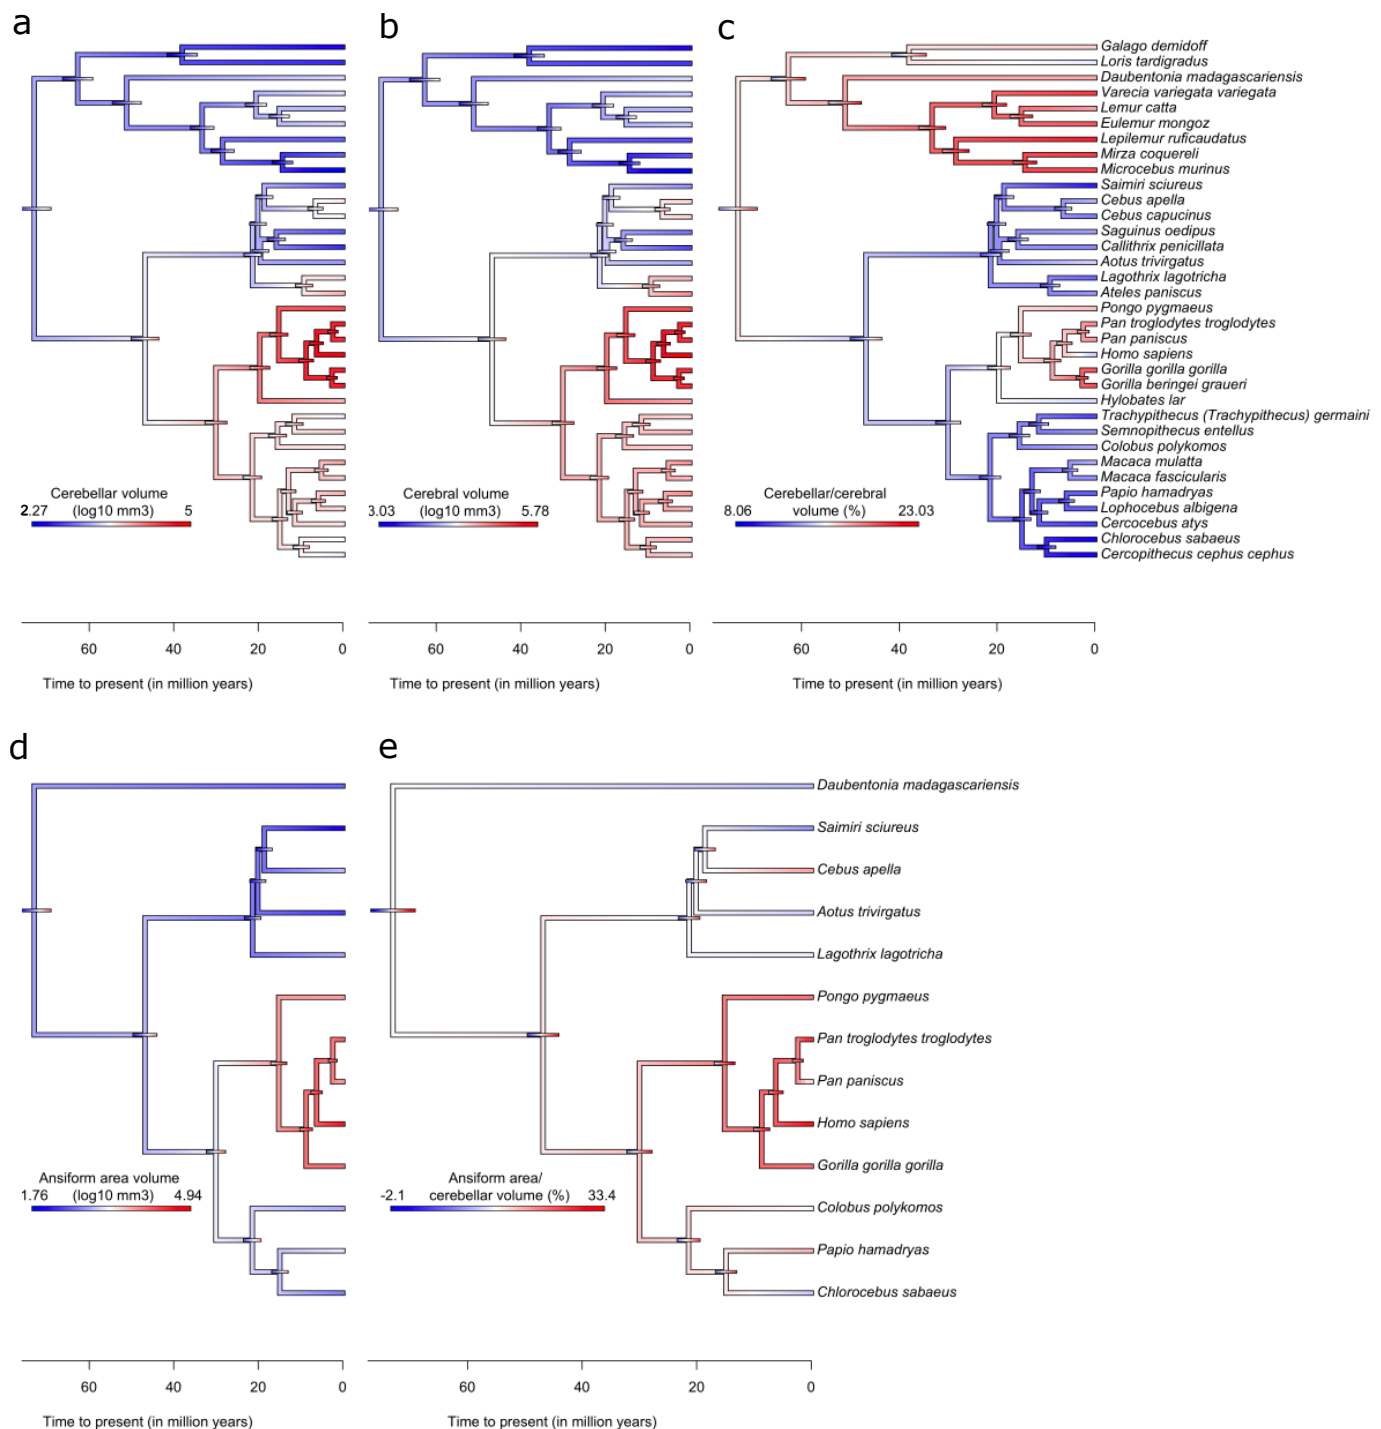 a
b
c
Galago demidoff
Loris tardigradus
Daubentonia madagascariensis
Varecia variegata variegata
Lemur catta
Eulemur mongoz
Lepilemur ruficaudatus
Mirza coquereli
Microcebus murinus
Saimiri sciureus
Cebus apella
Cebus capucinus
Saguinus oedipus
Callithrix penicillata
Aotus trivirgatus
Lagothrix lagotricha
Ateles paniscus
Pongo pygmaeus
Pan troglodytes troglodytes
Pan paniscus
Homo sapiens
Gorilla gorilla gorilla
Gorilla beringei graueri
Hylobates lar
Trachypithecus (Trachypithecus) germaini
Semnopithecus entellus
Colobus polykomos
Macaca mulatta
Macaca fascicularis
Papio hamadryas
Lophocebus albigena
Cercocebus atys
Chlorocebus sabaeus
Cercopithecus cephus cephus
Cerebellar volume
2.27 (log10 mm3) 5
Cerebral volume
3.03 (log10 mm3) 5.78
Cerebellar/cerebral
8.06 volume (%) 23.03
60 40 20 0
60 40 20 0
60 40 20 0
Time to present (in million years)
Time to present (in million years)
Time to present (in million years)
d
e
Daubentonia madagascariensis
Saimiri sciureus
Cebus apella
Aotus trivirgatus
Lagothrix lagotricha
Pongo pygmaeus
Pan troglodytes troglodytes
Pan paniscus
Homo sapiens
Gorilla gorilla gorilla
Colobus polykomos
Papio hamadryas
Chlorocebus sabaeus
Ansiform area volume
1.76 (log10 mm3) 4.94
Ansiform area/
-2.1 cerebellar volume (%) 33.4
60 40 20 0
60 40 20 0
Time to present (in million years)
Time to present (in million years)